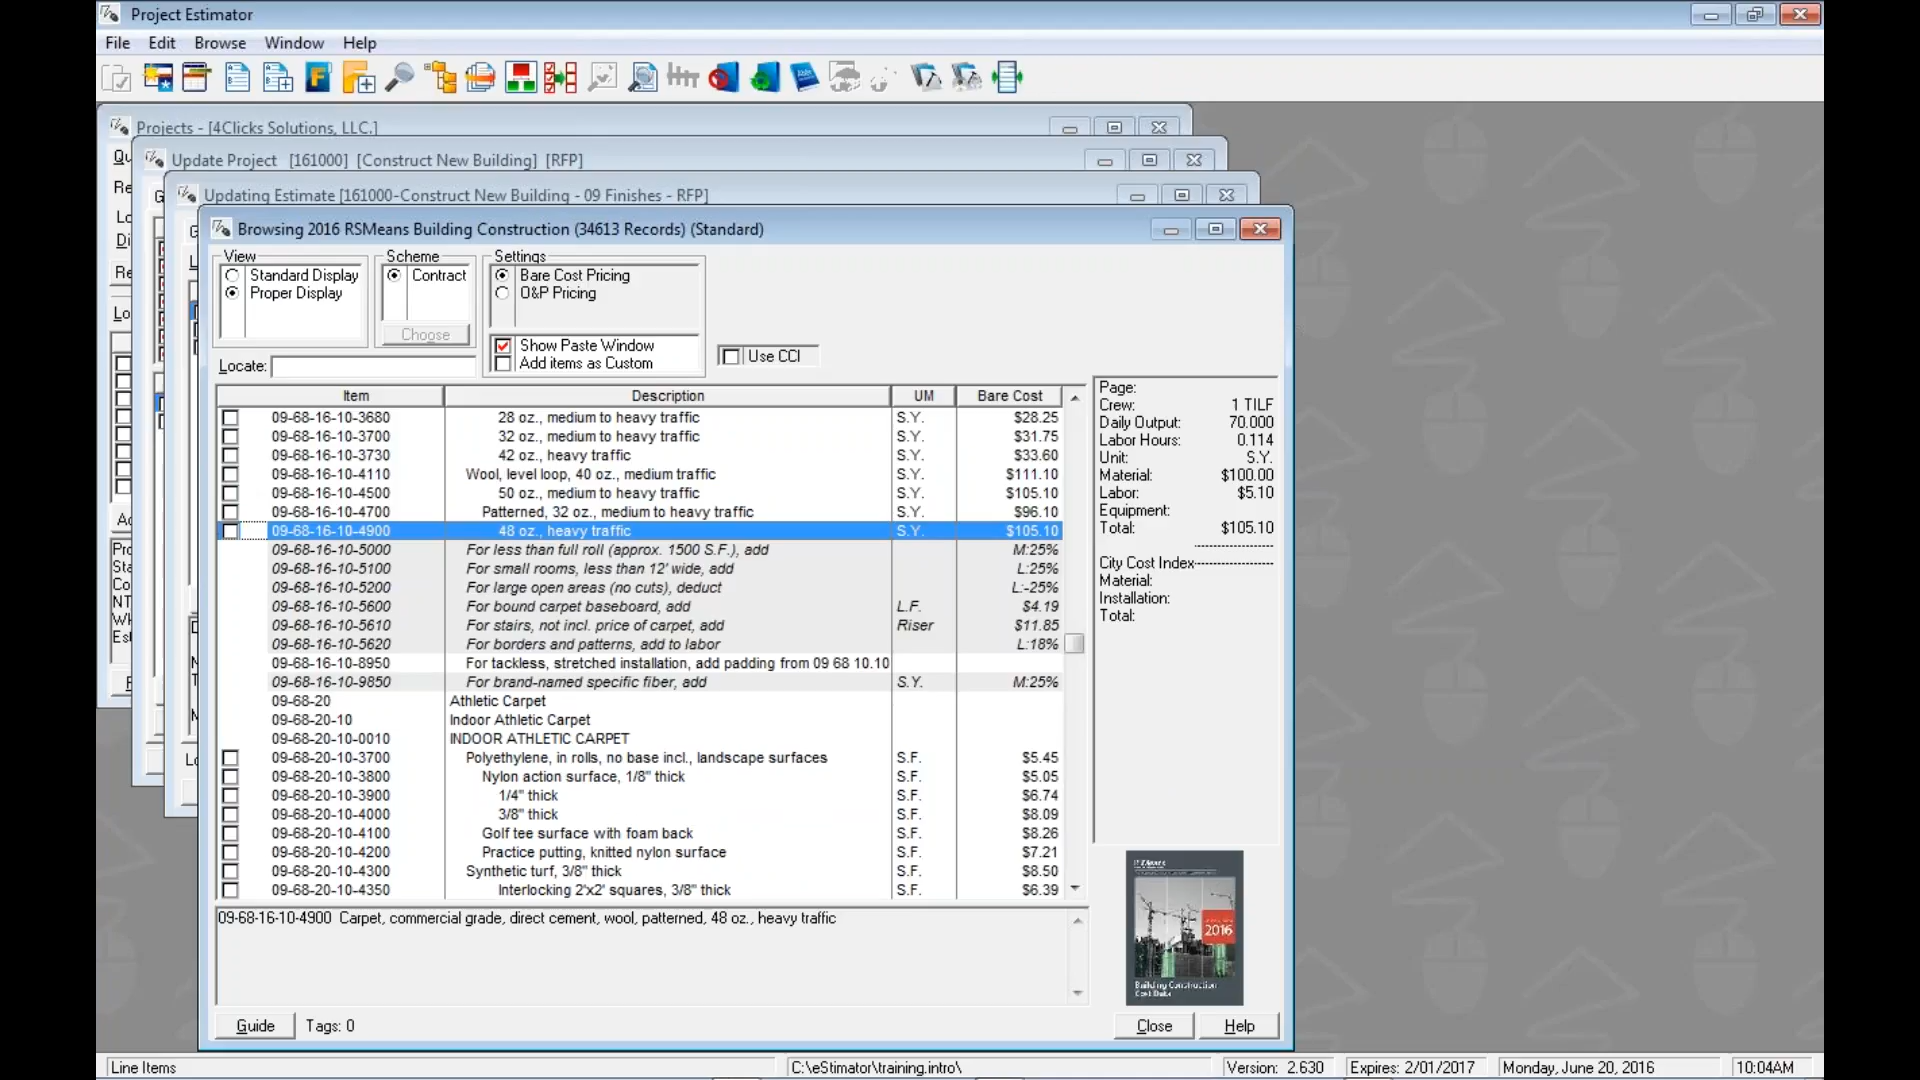 Project Estimator
File Edit Browse Window Help
Projects - [4Clicks Solutions, LLC.]
Update Project [161000] [Construct New Building] [RFP]
Updating Estimate [161000-Construct New Building - 09 Finishes - RFP]
Browsing 2016 RSMeans Building Construction (34613 Records) (Standard)
View Scheme Settings
Standard Display Contract Bare Cost Pricing
Proper Display O&P Pricing
Choose
Show Paste Window
Add items as Custom
Use CCI
Locate:
Item Description UM Bare Cost
09-68-16-10-3680 28 oz., medium to heavy traffic S.Y. $28.25
09-68-16-10-3700 32 oz., medium to heavy traffic S.Y. $31.75
09-68-16-10-3730 42 oz., heavy traffic S.Y. $33.60
09-68-16-10-4110 Wool, level loop, 40 oz., medium traffic S.Y. $111.10
09-68-16-10-4500 50 oz., medium to heavy traffic S.Y. $105.10
09-68-16-10-4700 Patterned, 32 oz., medium to heavy traffic S.Y. $96.10
09-68-16-10-4900 48 oz., heavy traffic S.Y. $105.10
09-68-16-10-5000 For less than full roll (approx. 1500 S.F.), add M:25%
09-68-16-10-5100 For small rooms, less than 12' wide, add L:25%
09-68-16-10-5200 For large open areas (no cuts), deduct L:-25%
09-68-16-10-5600 For bound carpet baseboard, add L.F. $4.19
09-68-16-10-5610 For stairs, not incl. price of carpet, add Riser $11.85
09-68-16-10-5620 For borders and patterns, add to labor L:18%
09-68-16-10-8950 For tackless, stretched installation, add padding from 09 68 10.10
09-68-16-10-9850 For brand-named specific fiber, add S.Y. M:25%
09-68-20 Athletic Carpet
09-68-20-10 Indoor Athletic Carpet
09-68-20-10-0010 INDOOR ATHLETIC CARPET
09-68-20-10-3700 Polyethylene, in rolls, no base incl., landscape surfaces S.F. $5.45
09-68-20-10-3800 Nylon action surface, 1/8" thick S.F. $5.05
09-68-20-10-3900 1/4" thick S.F. $6.74
09-68-20-10-4000 3/8" thick S.F. $8.09
09-68-20-10-4100 Golf tee surface with foam back S.F. $8.26
09-68-20-10-4200 Practice putting, knitted nylon surface S.F. $7.21
09-68-20-10-4300 Synthetic turf, 3/8" thick S.F. $8.50
09-68-20-10-4350 Interlocking 2'x2' squares, 3/8" thick S.F. $6.39
Page:
Crew: 1 TILF
Daily Output: 70.000
Labor Hours: 0.114
Unit: S.Y.
Material: $100.00
Labor: $5.10
Equipment:
Total: $105.10
City Cost Index
Material:
Installation:
Total:
2016
Building Construction
Cost Data
09-68-16-10-4900 Carpet, commercial grade, direct cement, wool, patterned, 48 oz., heavy traffic
Guide Tags: 0 Close Help
Line Items C:\eStimator\training.intro\ Version: 2.630 Expires: 2/01/2017 Monday, June 20, 2016 10:04AM